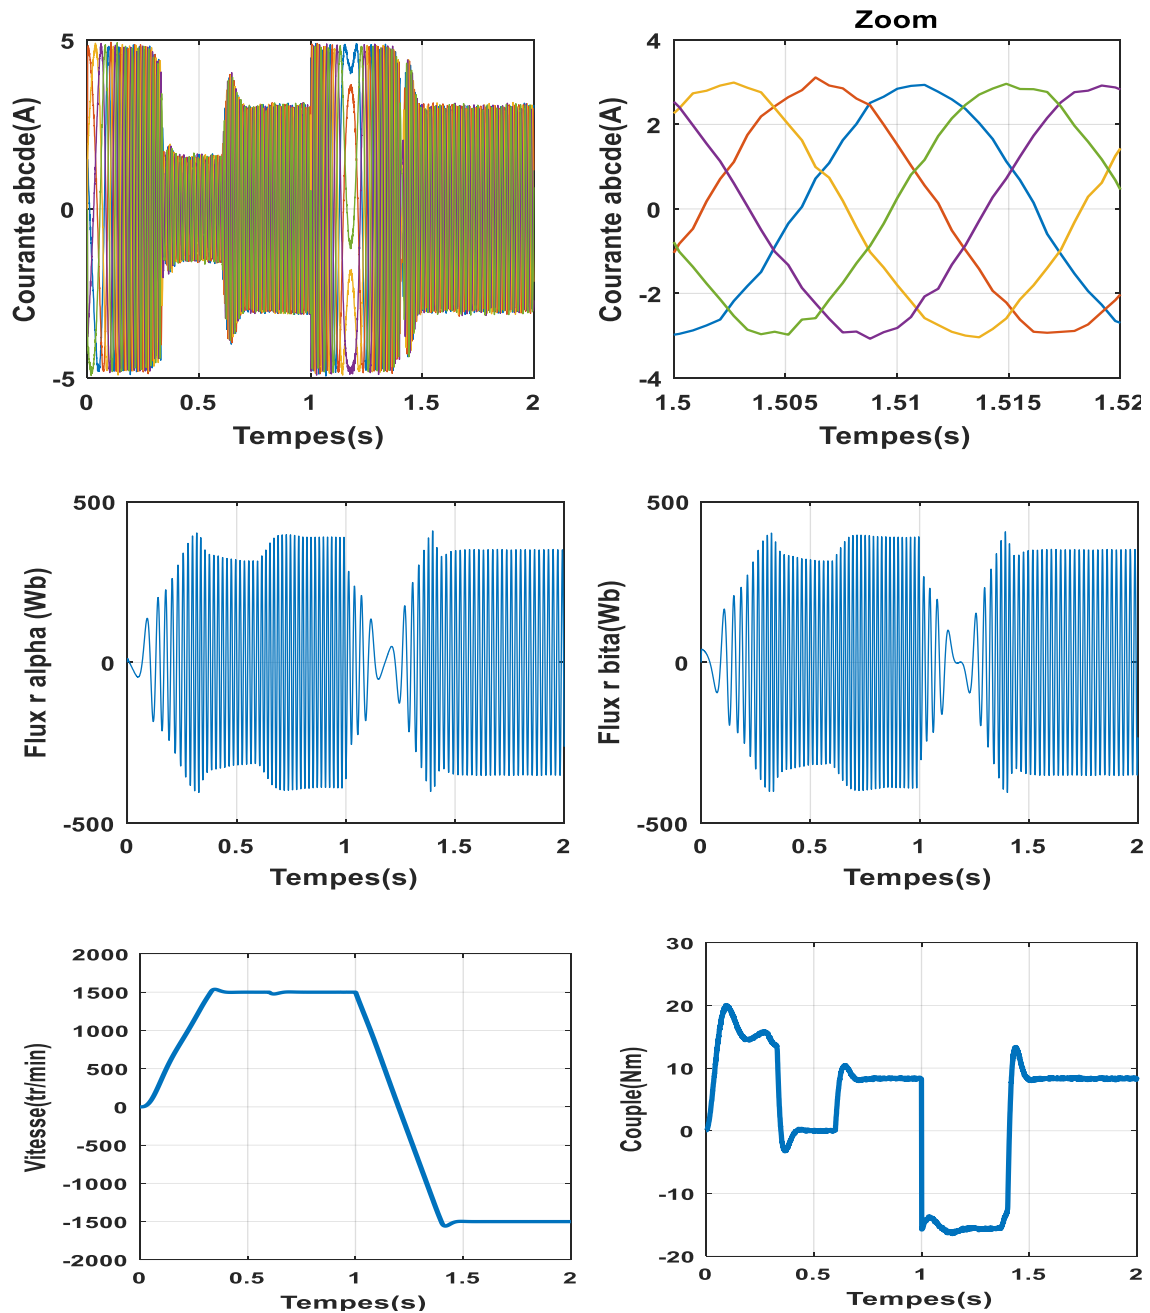 Zoom
Courante abcde(A)
5
0
-5
0 0.5 1 1.5 2
Tempes(s)
Courante abcde(A)
4
2
0
-2
-4
1.5 1.505 1.51 1.515 1.52
Tempes(s)
Flux r alpha (Wb)
500
0
-500
0 0.5 1 1.5 2
Tempes(s)
Flux r bita(Wb)
500
0
-500
0 0.5 1 1.5 2
Tempes(s)
Vitesse(tr/min)
2000
1500
1000
500
0
-500
-1000
-1500
-2000
0 0.5 1 1.5 2
Tempes(s)
Couple(Nm)
30
20
10
0
-10
-20
0 0.5 1 1.5 2
Tempes(s)